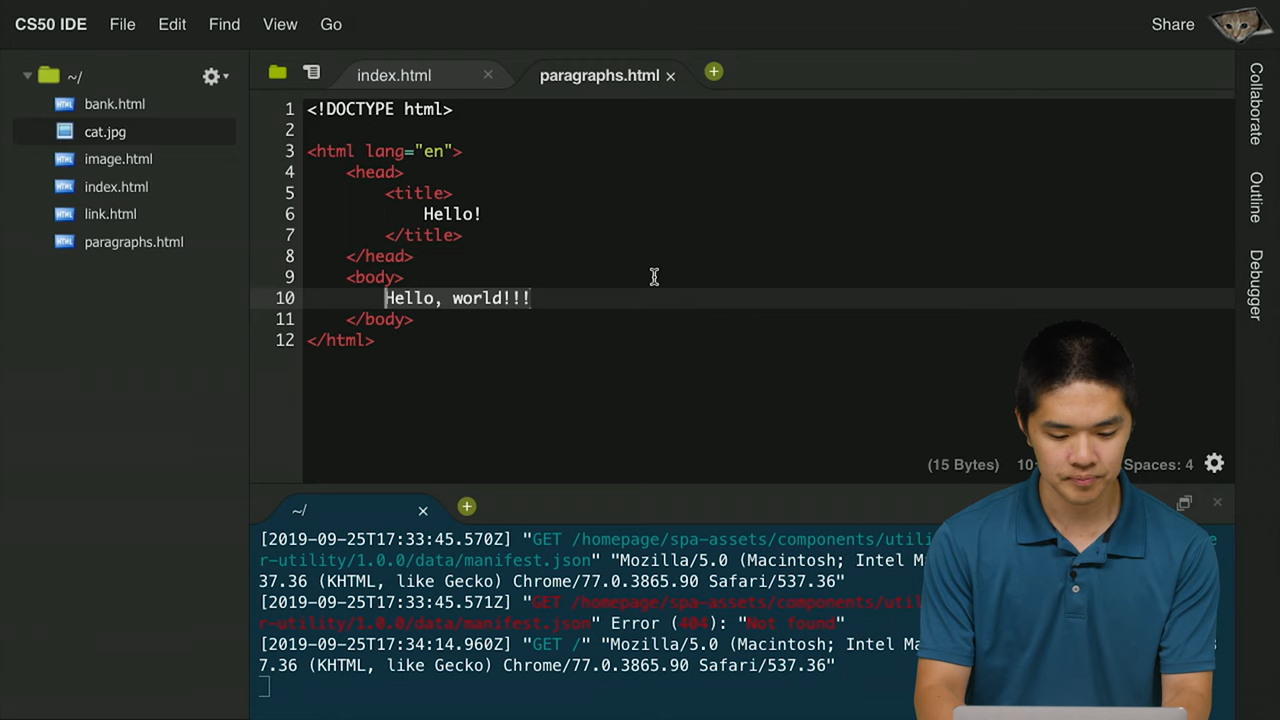 CS50 IDE File Edit Find View Go Share
~/
bank.html
cat.jpg
image.html
index.html
link.html
paragraphs.html
index.html × paragraphs.html ×
1 <!DOCTYPE html>
2
3 <html lang="en">
4 <head>
5 <title>
6 Hello!
7 </title>
8 </head>
9 <body>
10 Hello, world!!!
11 </body>
12 </html>
(15 Bytes) 10: Spaces: 4
Collaborate
Outline
Debugger
~/ ×
[2019-09-25T17:33:45.570Z] "GET /homepage/spa-assets/components/util
r-utility/1.0.0/data/manifest.json" "Mozilla/5.0 (Macintosh; Intel M
37.36 (KHTML, like Gecko) Chrome/77.0.3865.90 Safari/537.36"
[2019-09-25T17:33:45.571Z] "GET /homepage/spa-assets/components/util
r-utility/1.0.0/data/manifest.json" Error (404): "Not found"
[2019-09-25T17:34:14.960Z] "GET /" "Mozilla/5.0 (Macintosh; Intel Ma
7.36 (KHTML, like Gecko) Chrome/77.0.3865.90 Safari/537.36"